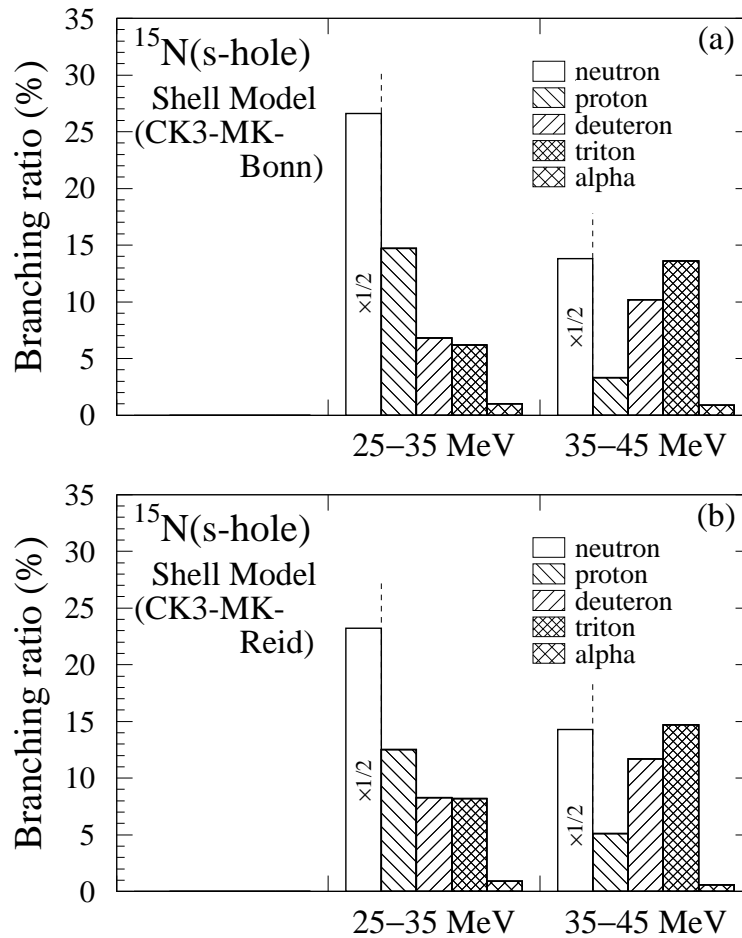 35
30
25
20
15
10
5
0
Branching ratio (%)
¹⁵N(s-hole)
Shell Model
(CK3-MK-
Bonn)
(a)
neutron
proton
deuteron
triton
alpha
×1/2
×1/2
25−35 MeV
35−45 MeV
35
30
25
20
15
10
5
0
Branching ratio (%)
¹⁵N(s-hole)
Shell Model
(CK3-MK-
Reid)
(b)
neutron
proton
deuteron
triton
alpha
×1/2
×1/2
25−35 MeV
35−45 MeV